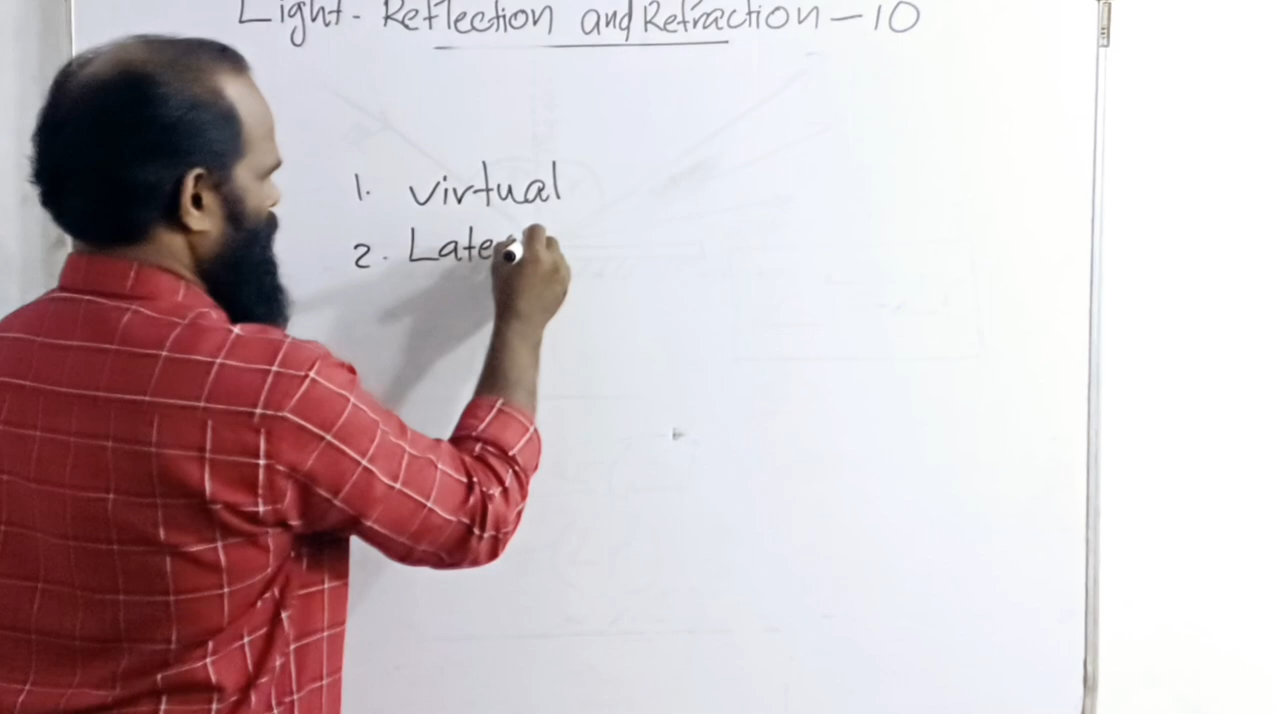 Light - Reflection and Refraction - 10
1. virtual
2. Late